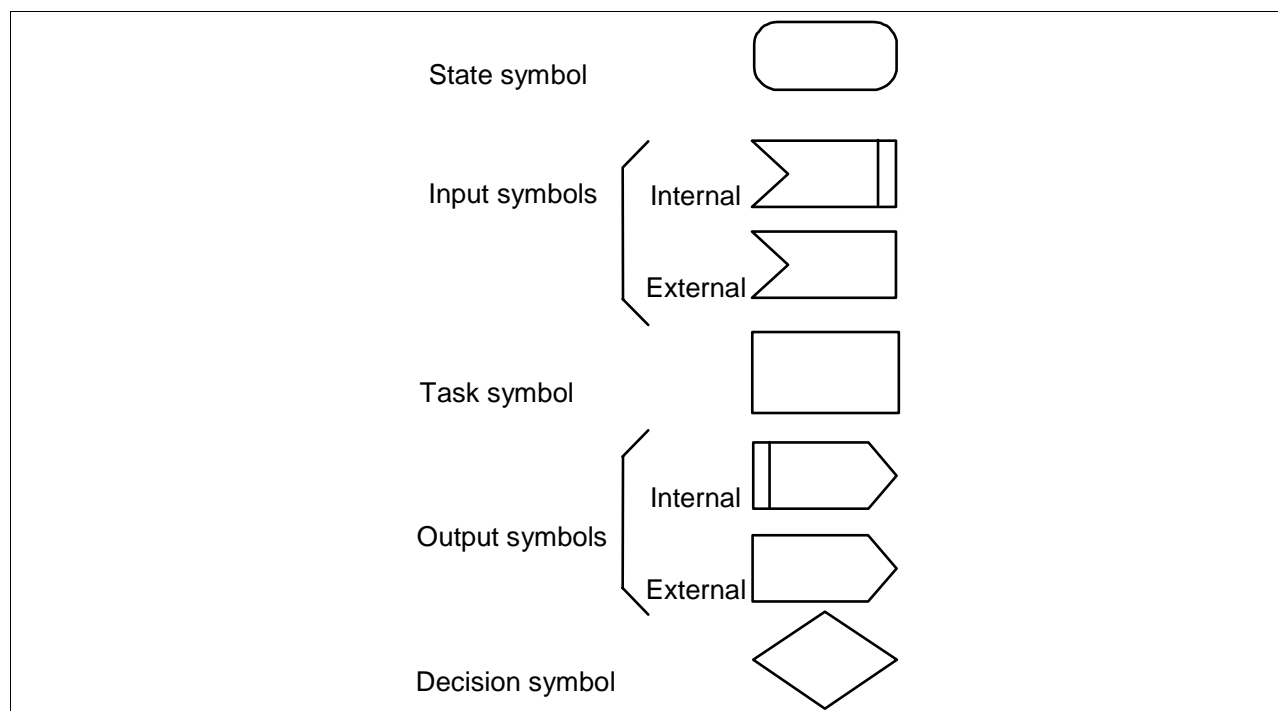 State symbol
Input symbols
Internal
External
Task symbol
Internal
Output symbols
External
Decision symbol